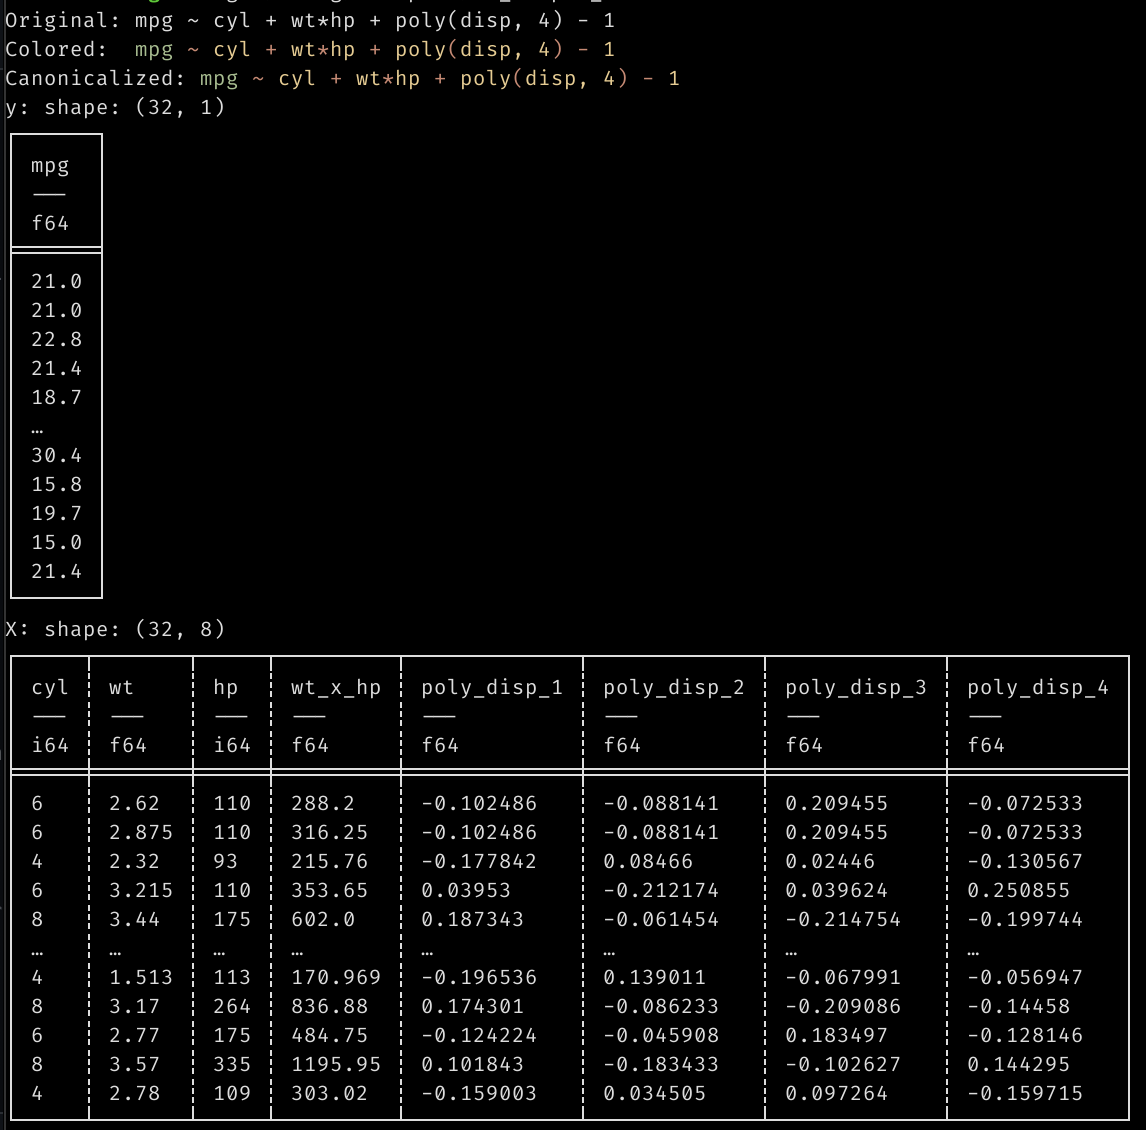 Original: mpg ~ cyl + wt*hp + poly(disp, 4) - 1
Colored:  mpg ~ cyl + wt*hp + poly(disp, 4) - 1
Canonicalized: mpg ~ cyl + wt*hp + poly(disp, 4) - 1
y: shape: (32, 1)
mpg
---
f64
21.0
21.0
22.8
21.4
18.7
…
30.4
15.8
19.7
15.0
21.4
X: shape: (32, 8)
cyl wt hp wt_x_hp poly_disp_1 poly_disp_2 poly_disp_3 poly_disp_4
--- --- --- --- --- --- --- ---
i64 f64 i64 f64 f64 f64 f64 f64
6 2.62 110 288.2 -0.102486 -0.088141 0.209455 -0.072533
6 2.875 110 316.25 -0.102486 -0.088141 0.209455 -0.072533
4 2.32 93 215.76 -0.177842 0.08466 0.02446 -0.130567
6 3.215 110 353.65 0.03953 -0.212174 0.039624 0.250855
8 3.44 175 602.0 0.187343 -0.061454 -0.214754 -0.199744
… … … … … … … …
4 1.513 113 170.969 -0.196536 0.139011 -0.067991 -0.056947
8 3.17 264 836.88 0.174301 -0.086233 -0.209086 -0.14458
6 2.77 175 484.75 -0.124224 -0.045908 0.183497 -0.128146
8 3.57 335 1195.95 0.101843 -0.183433 -0.102627 0.144295
4 2.78 109 303.02 -0.159003 0.034505 0.097264 -0.159715